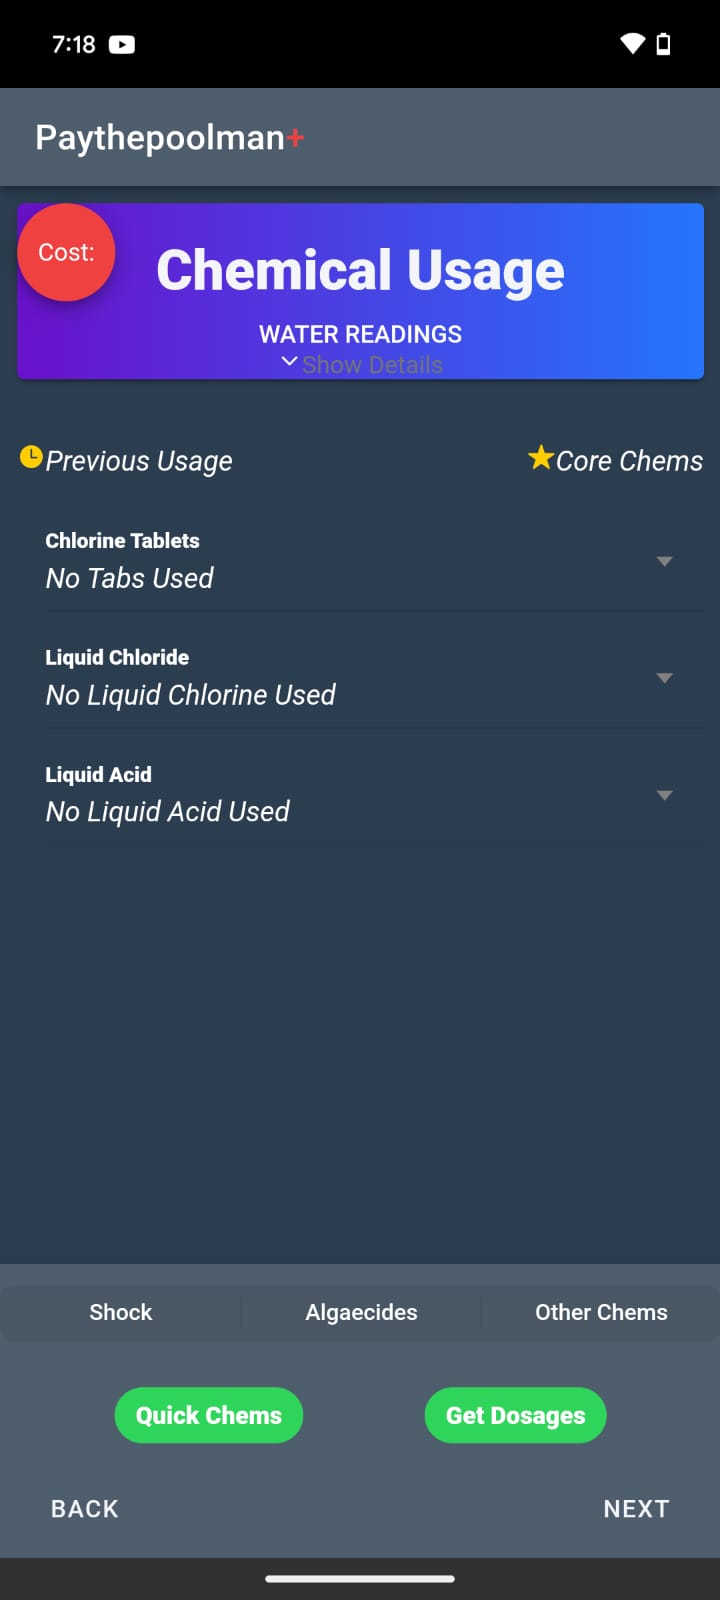 7:18
Paythepoolman+
Cost:
Chemical Usage
WATER READINGS
Show Details
Previous Usage
Core Chems
Chlorine Tablets
No Tabs Used
Liquid Chloride
No Liquid Chlorine Used
Liquid Acid
No Liquid Acid Used
Shock
Algaecides
Other Chems
Quick Chems
Get Dosages
BACK
NEXT